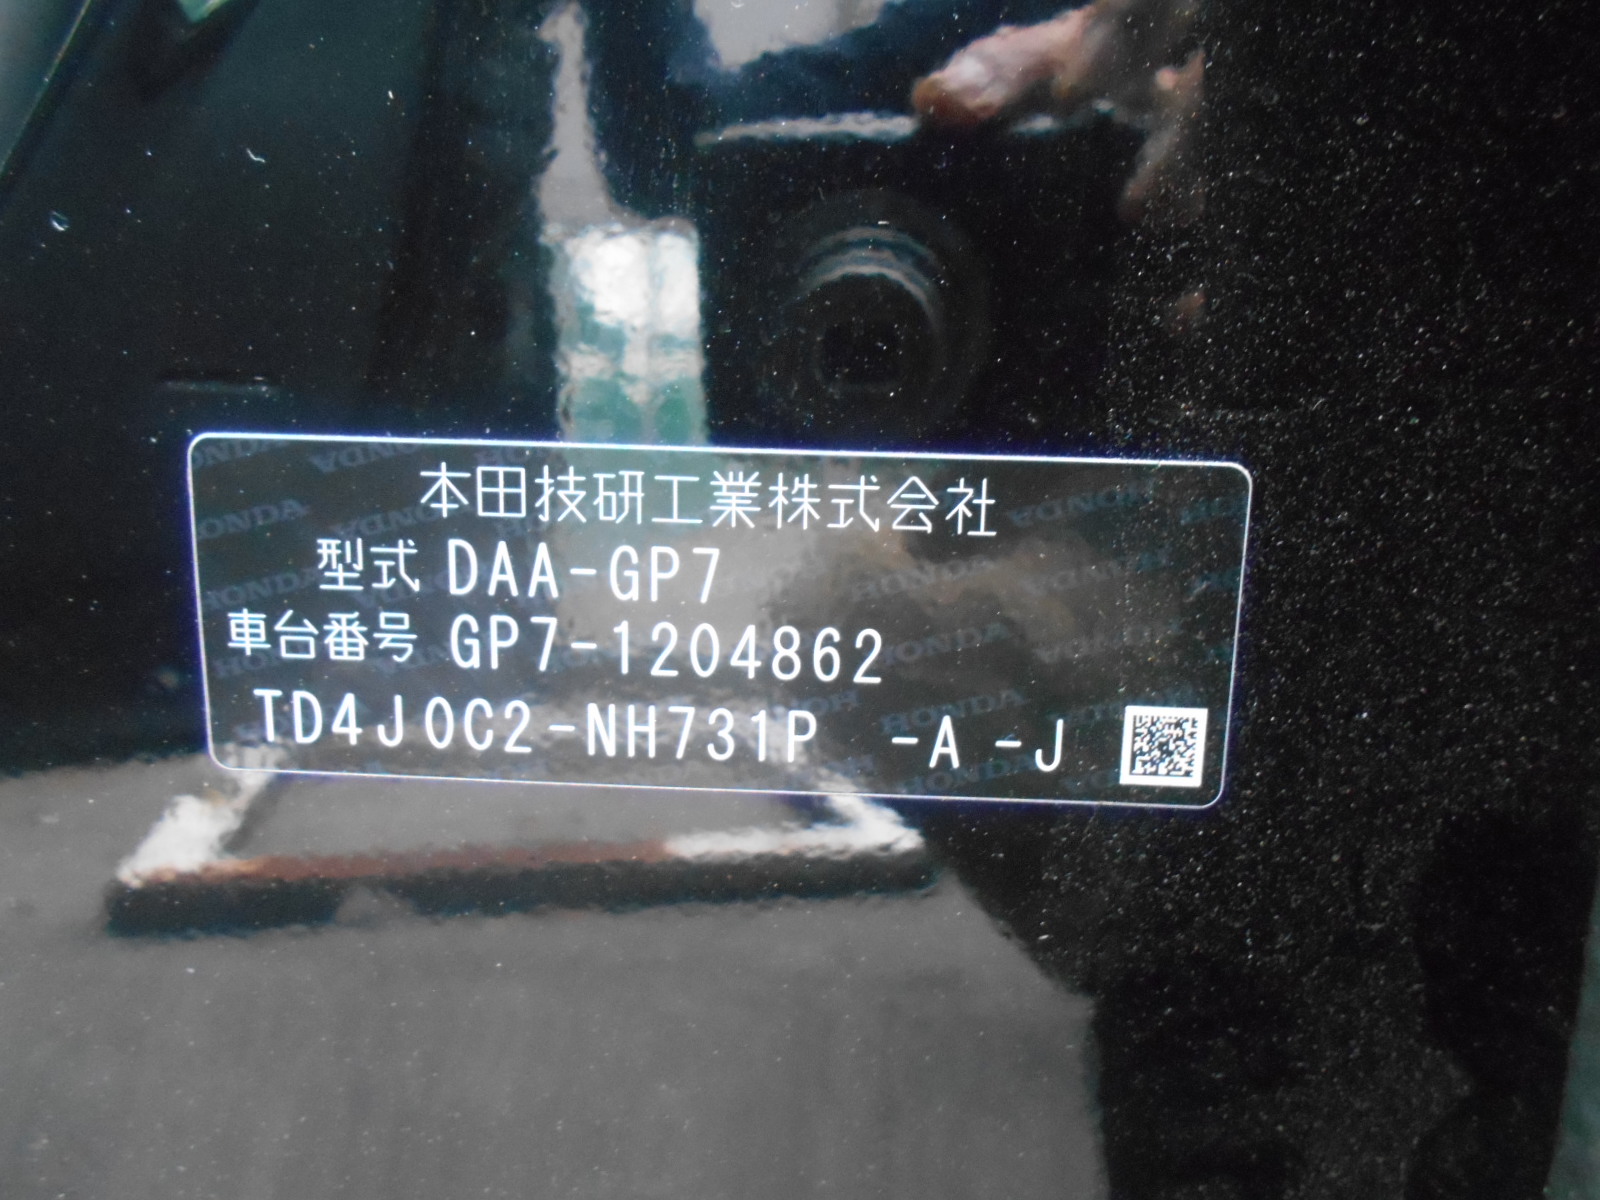 本田技研工業株式会社
型式 DAA-GP7
車台番号 GP7-1204862
TD4J0C2-NH731P -A -J